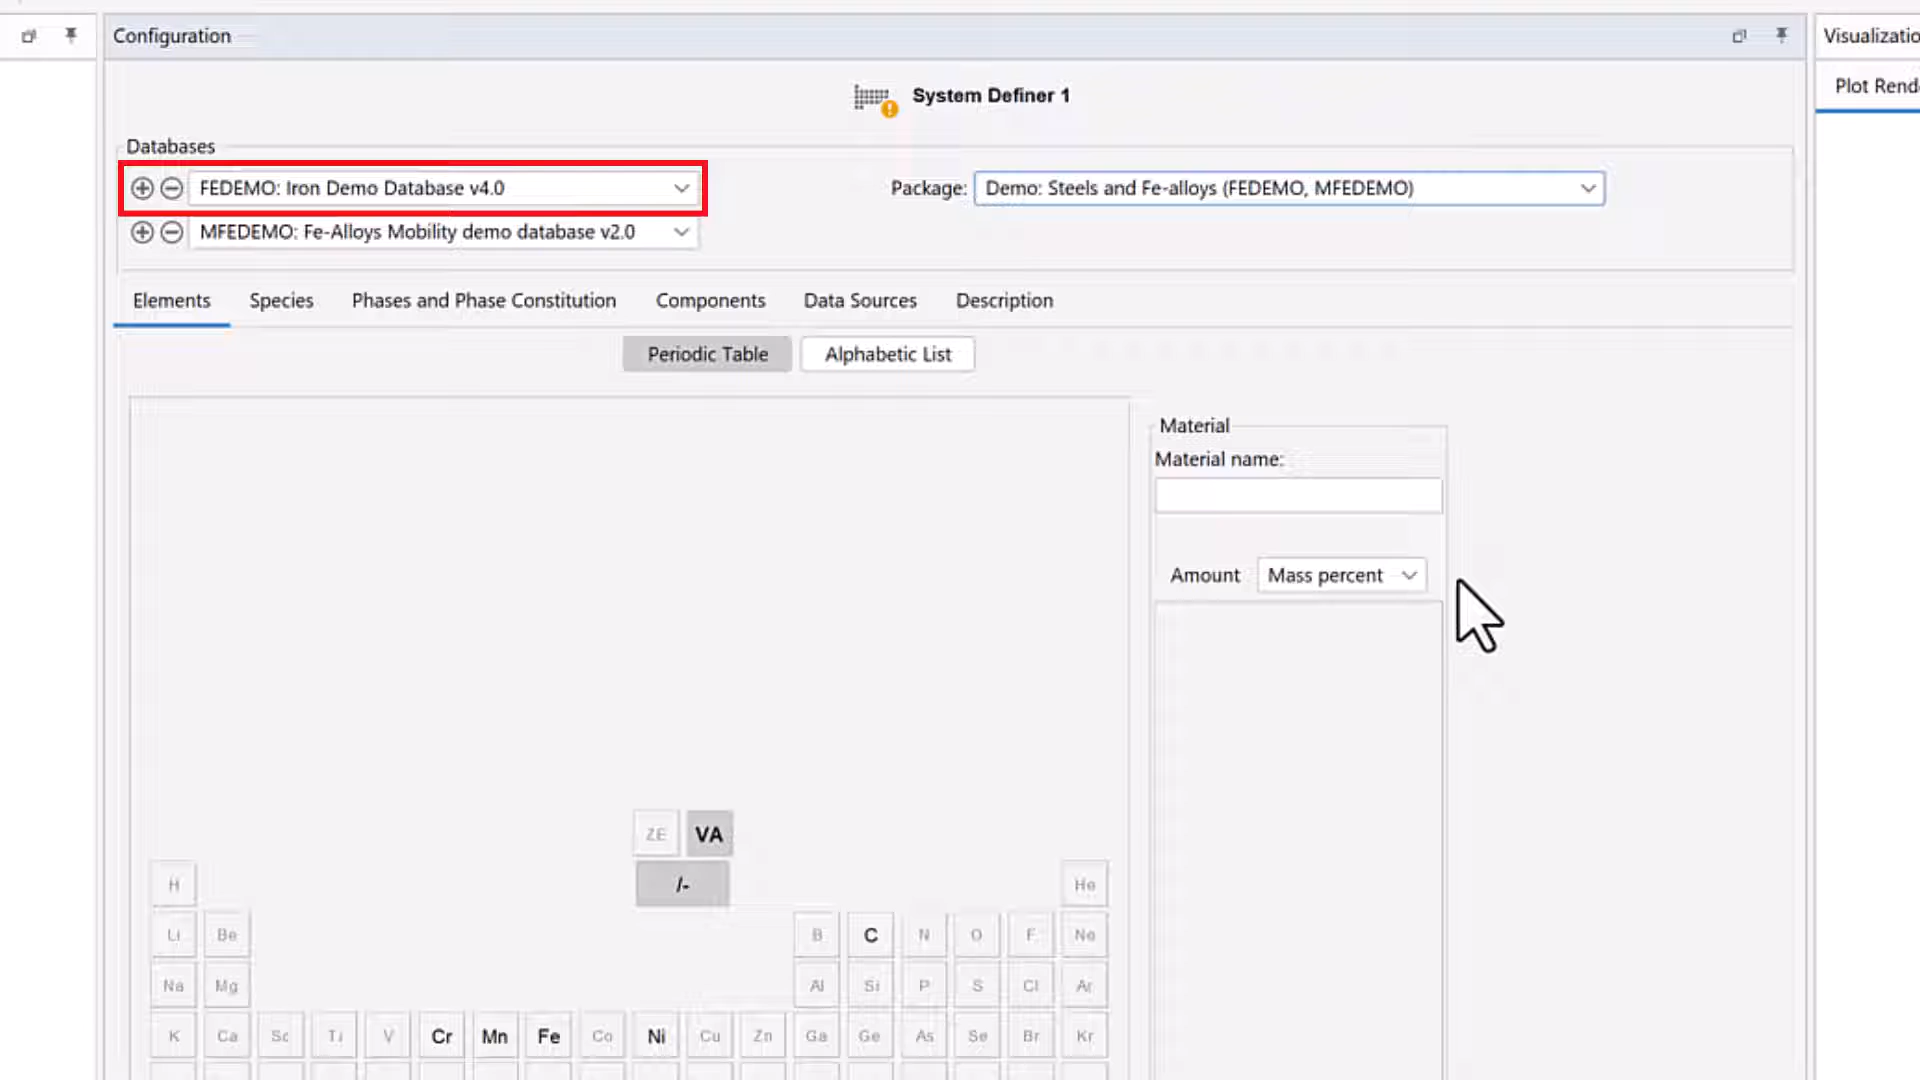 Configuration
Visualizatio
System Definer 1
Plot Rend
Databases
FEDEMO: Iron Demo Database v4.0
Package: Demo: Steels and Fe-alloys (FEDEMO, MFEDEMO)
MFEDEMO: Fe-Alloys Mobility demo database v2.0
Elements Species Phases and Phase Constitution Components Data Sources Description
Periodic Table Alphabetic List
Material
Material name:
Amount Mass percent
ZE VA
/-
H He
Li Be B C N O F Ne
Na Mg Al Si P S Cl Ar
K Ca Sc Ti V Cr Mn Fe Co Ni Cu Zn Ga Ge As Se Br Kr